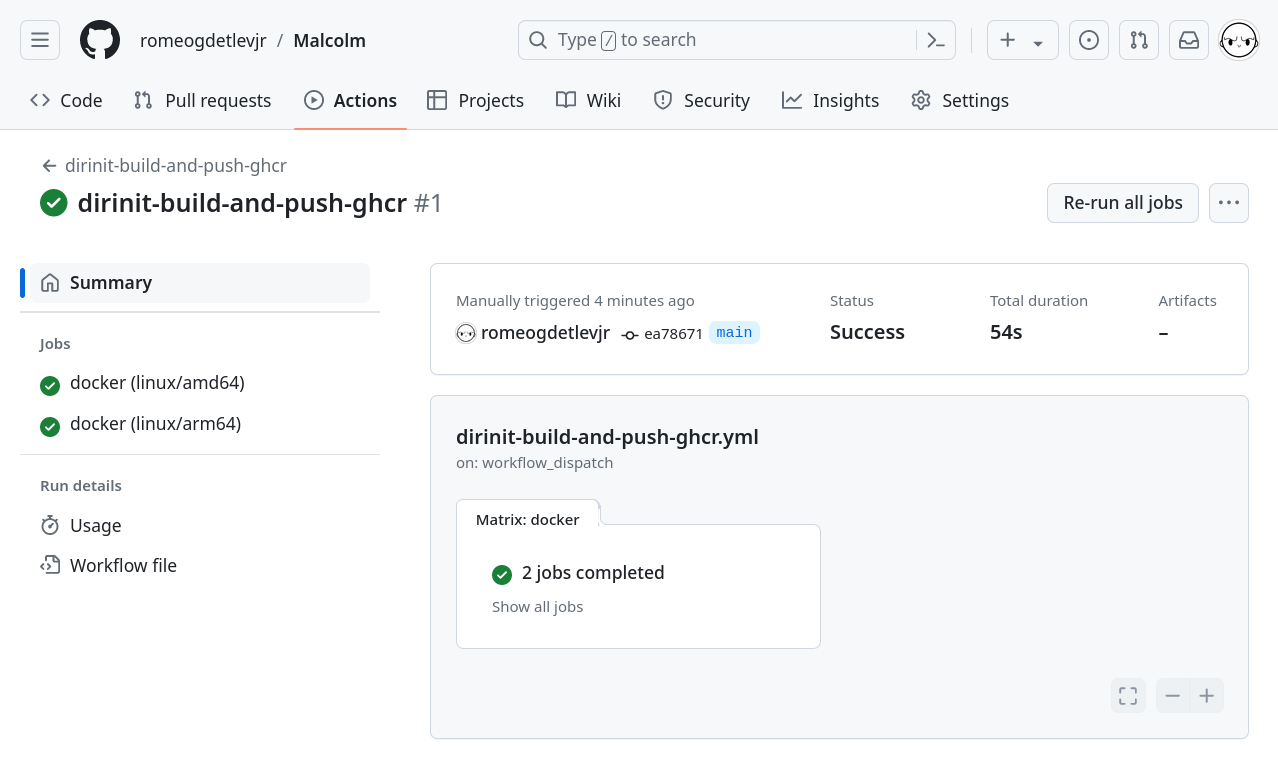 romeogdetlevjr / Malcolm
Type / to search
Code Pull requests Actions Projects Wiki Security Insights Settings
dirinit-build-and-push-ghcr
dirinit-build-and-push-ghcr #1
Re-run all jobs
Summary
Jobs
docker (linux/amd64)
docker (linux/arm64)
Run details
Usage
Workflow file
Manually triggered 4 minutes ago
romeogdetlevjr ea78671 main
Status
Success
Total duration
54s
Artifacts
–
dirinit-build-and-push-ghcr.yml
on: workflow_dispatch
Matrix: docker
2 jobs completed
Show all jobs